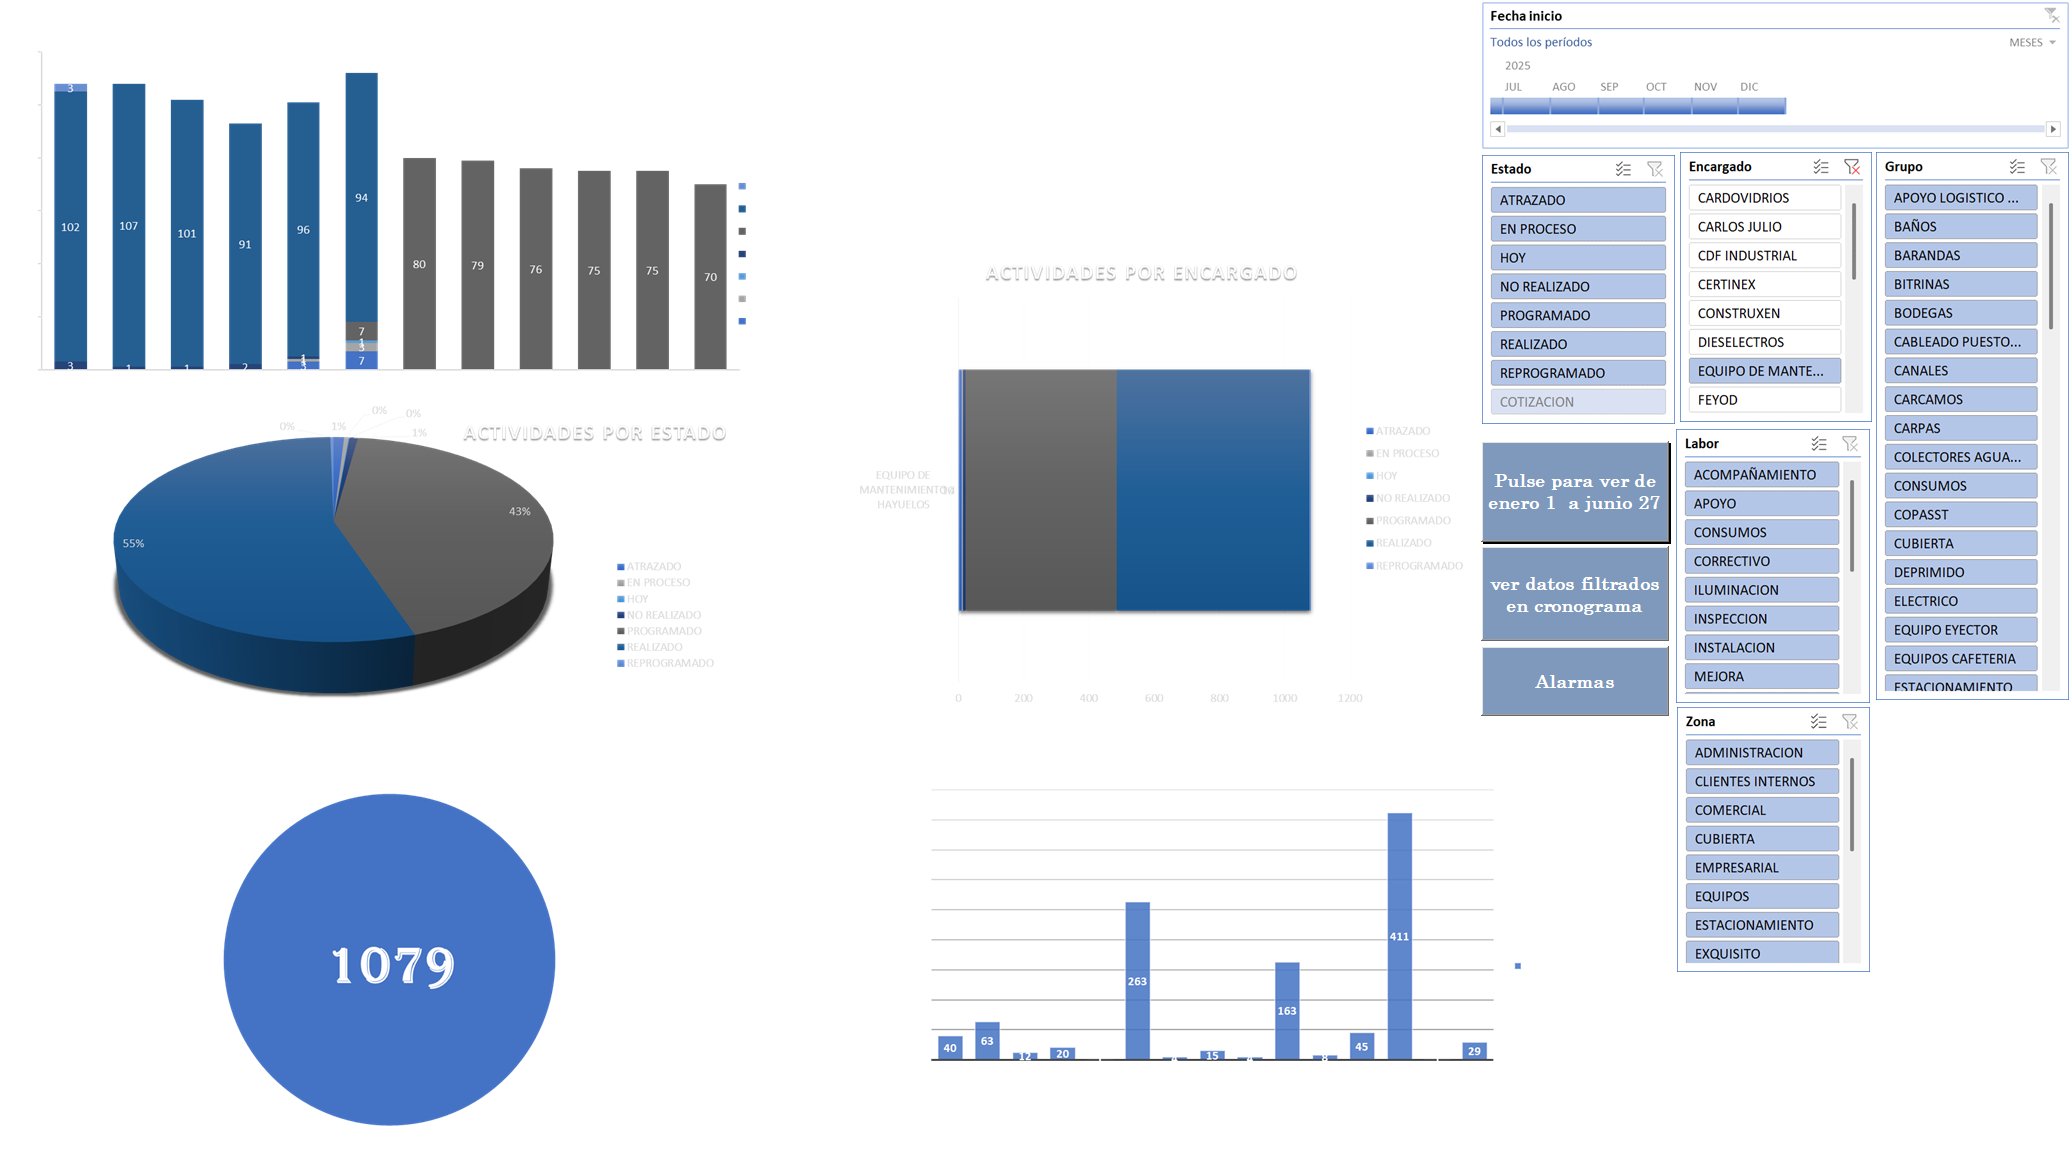 3
102
107
101
91
96
94
80
79
76
75
75
70
7
1
3
7
3
1
1
2
1
3
ACTIVIDADES POR ESTADO
0%
1%
0%
0%
1%
43%
55%
ATRAZADO
EN PROCESO
HOY
NO REALIZADO
PROGRAMADO
REALIZADO
REPROGRAMADO
1079
ACTIVIDADES POR ENCARGADO
EQUIPO DE
MANTENIMIENTO
HAYUELOS
0 200 400 600 800 1000 1200
ATRAZADO
EN PROCESO
HOY
NO REALIZADO
PROGRAMADO
REALIZADO
REPROGRAMADO
40
63
12
20
263
4
15
4
163
8
45
411
29
Fecha inicio
Todos los períodos
MESES
2025
JUL AGO SEP OCT NOV DIC
Estado
ATRAZADO
EN PROCESO
HOY
NO REALIZADO
PROGRAMADO
REALIZADO
REPROGRAMADO
COTIZACION
Encargado
CARDOVIDRIOS
CARLOS JULIO
CDF INDUSTRIAL
CERTINEX
CONSTRUXEN
DIESELECTROS
EQUIPO DE MANTE...
FEYOD
Grupo
APOYO LOGISTICO ...
BAÑOS
BARANDAS
BITRINAS
BODEGAS
CABLEADO PUESTO...
CANALES
CARCAMOS
CARPAS
COLECTORES AGUA...
CONSUMOS
COPASST
CUBIERTA
DEPRIMIDO
ELECTRICO
EQUIPO EYECTOR
EQUIPOS CAFETERIA
ESTACIONAMIENTO
Pulse para ver de
enero 1 a junio 27
ver datos filtrados
en cronograma
Alarmas
Labor
ACOMPAÑAMIENTO
APOYO
CONSUMOS
CORRECTIVO
ILUMINACION
INSPECCION
INSTALACION
MEJORA
Zona
ADMINISTRACION
CLIENTES INTERNOS
COMERCIAL
CUBIERTA
EMPRESARIAL
EQUIPOS
ESTACIONAMIENTO
EXQUISITO